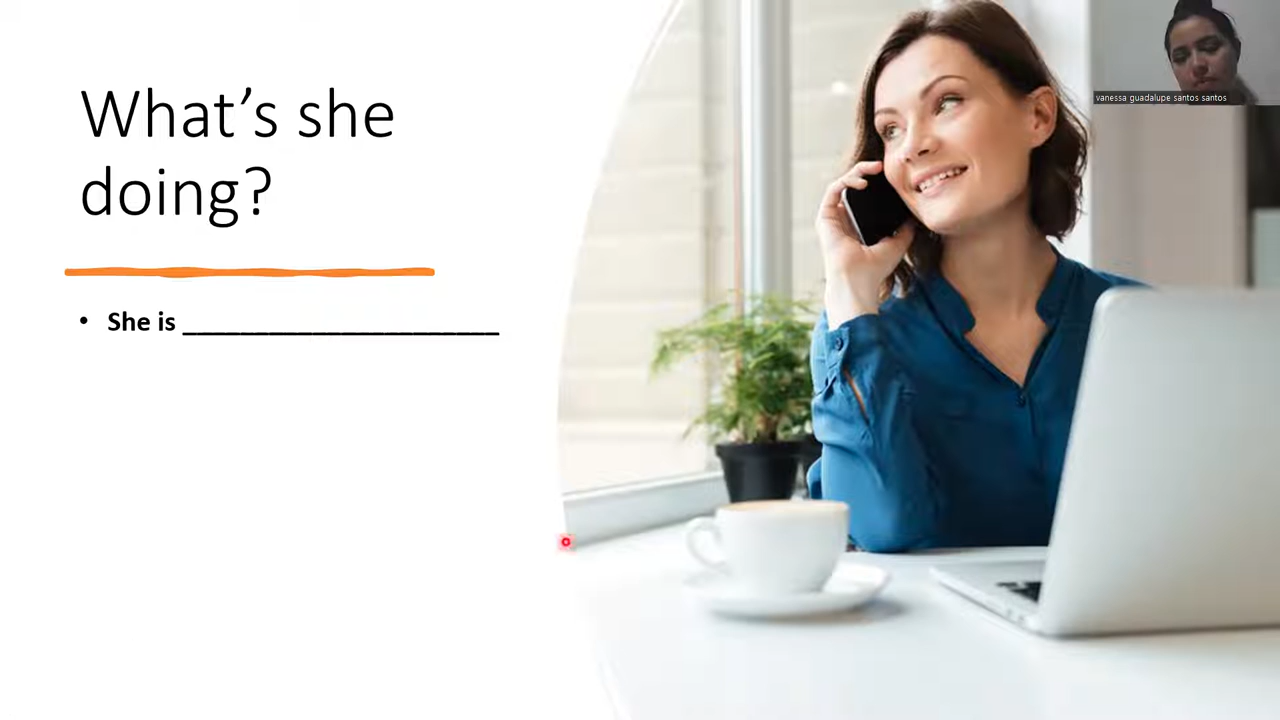 What's she
doing?
• She is ______________________
vanessa guadalupe santos santos